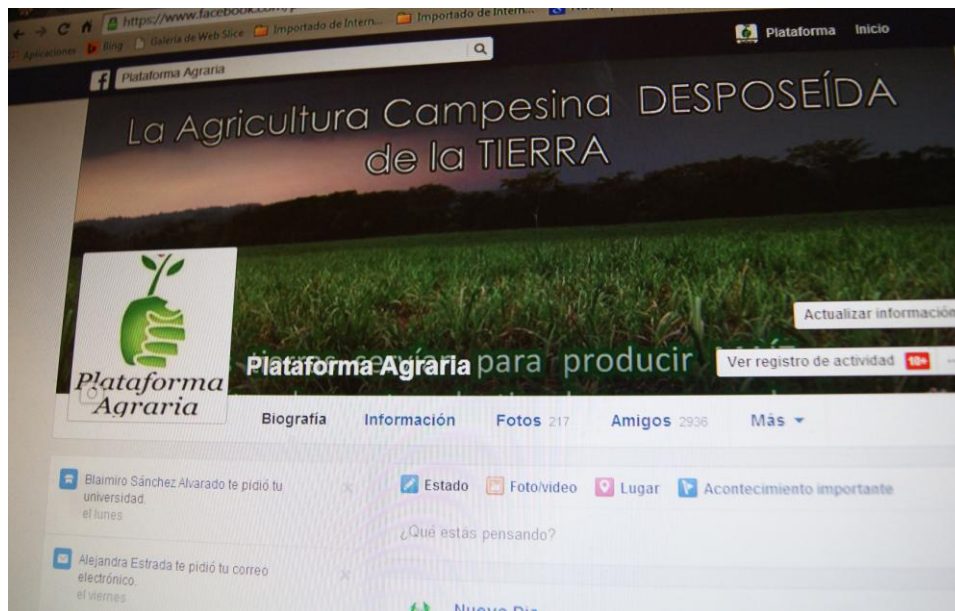 https://www.facebook.com/p
Aplicaciones Bing Galería de Web Slice Importado de Intern... Importado de Intern...
Plataforma Agraria
Plataforma Inicio
La Agricultura Campesina DESPOSEÍDA
de la TIERRA
Actualizar información
para producir
Plataforma Agraria
Ver registro de actividad 10+
Plataforma
Agraria
Biografía Información Fotos 217 Amigos 2936 Más
Blaimiro Sánchez Alvarado te pidió tu
universidad.
el lunes
Estado Foto/video Lugar Acontecimiento importante
¿Qué estás pensando?
Alejandra Estrada te pidió tu correo
electrónico.
el viernes